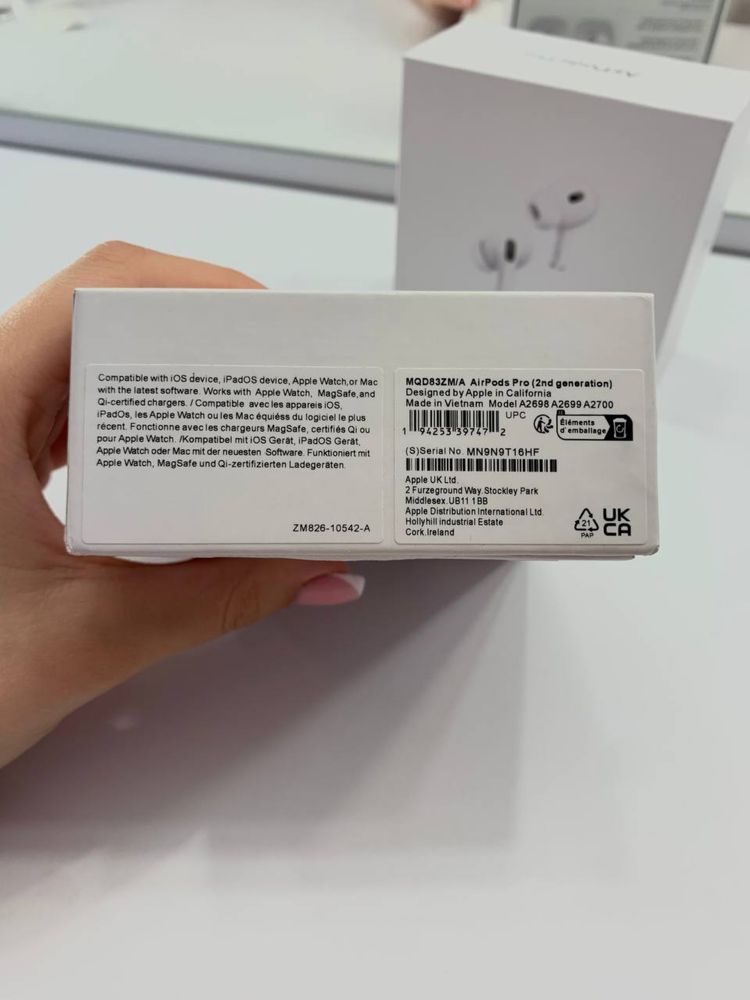 AirPods Pro
Compatible with iOS device, iPadOS device, Apple Watch,or Mac
with the latest software. Works with Apple Watch, MagSafe,and
Qi-certified chargers. / Compatible avec les appareis iOS,
iPadOs, les Apple Watch ou les Mac équiéss du logiciel le plus
récent. Fonctionne avec les chargeurs MagSafe, certifiés Qi ou
pour Apple Watch. /Kompatibel mit iOS Gerät, iPadOS Gerät,
Apple Watch oder Mac mit der neuesten Software. Funktioniert mit
Apple Watch, MagSafe und Qi-zertifizierten Ladegeräten.
ZM826-10542-A
MQD83ZM/A AirPods Pro (2nd generation)
Designed by Apple in California
Made in Vietnam Model A2698 A2699 A2700
UPC
1 94253 39747 2
Éléments
d'emballage
(S)Serial No. MN9N9T16HF
Apple UK Ltd.
2 Furzeground Way.Stockley Park
Middlesex.UB11 1BB
Apple Distribution International Ltd.
Hollyhill industrial Estate
Cork.Ireland
21
PAP
UK
CA